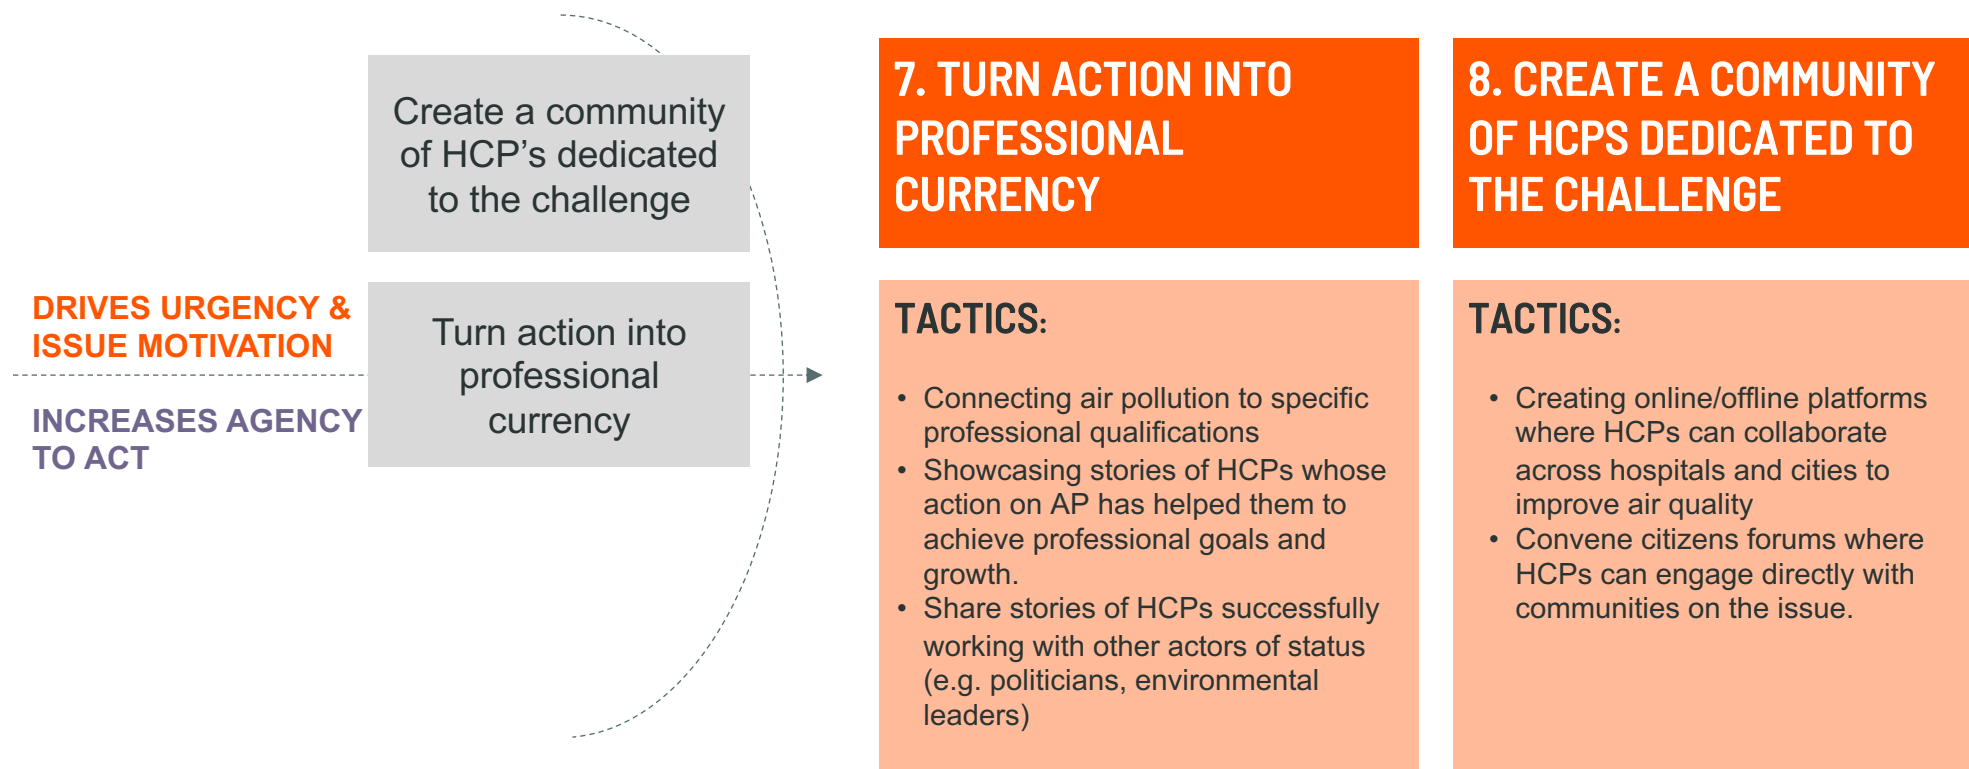 Create a community
of HCP’s dedicated
to the challenge
DRIVES URGENCY &
ISSUE MOTIVATION
INCREASES AGENCY
TO ACT
Turn action into
professional
currency
7. TURN ACTION INTO
PROFESSIONAL
CURRENCY
TACTICS:
• Connecting air pollution to specific
professional qualifications
• Showcasing stories of HCPs whose
action on AP has helped them to
achieve professional goals and
growth.
• Share stories of HCPs successfully
working with other actors of status
(e.g. politicians, environmental
leaders)
8. CREATE A COMMUNITY
OF HCPS DEDICATED TO
THE CHALLENGE
TACTICS:
• Creating online/offline platforms
where HCPs can collaborate
across hospitals and cities to
improve air quality
• Convene citizens forums where
HCPs can engage directly with
communities on the issue.